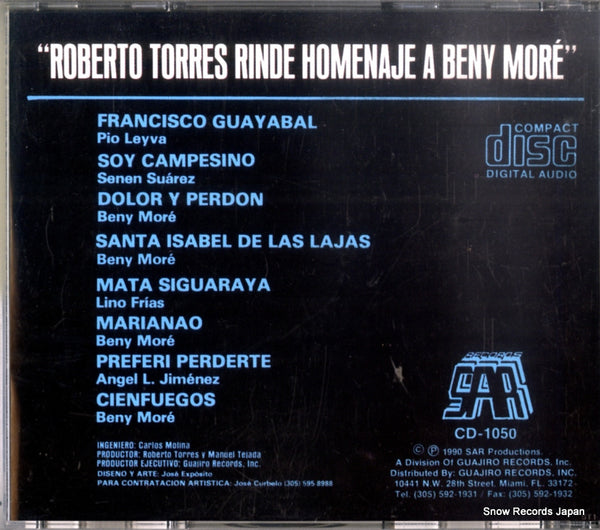 "ROBERTO TORRES RINDE HOMENAJE A BENY MORÉ"
FRANCISCO GUAYABAL
Pio Leyva
SOY CAMPESINO
Senen Suárez
DOLOR Y PERDON
Beny Moré
SANTA ISABEL DE LAS LAJAS
Beny Moré
MATA SIGUARAYA
Lino Frías
MARIANAO
Beny Moré
PREFERI PERDERTE
Angel L. Jiménez
CIENFUEGOS
Beny Moré
COMPACT
disc
DIGITAL AUDIO
INGENIERO: Carlos Molina
PRODUCTOR: Roberto Torres y Manuel Tejada
PRODUCTOR EJECUTIVO: Guajiro Records, Inc.
DISEÑO Y ARTE: José Expósito
PARA CONTRATACION ARTISTICA: José Curbelo (305) 595 8988
RECORDS
SAR
CD-1050
© ℗ 1990 SAR Productions.
A Division Of GUAJIRO RECORDS, INC.
Distributed By: GUAJIRO RECORDS, Inc.
10441 N.W. 28th Street, Miami, FL. 33172
Tel. (305) 592-1931 / Fax: (305) 592-1932
Snow Records Japan